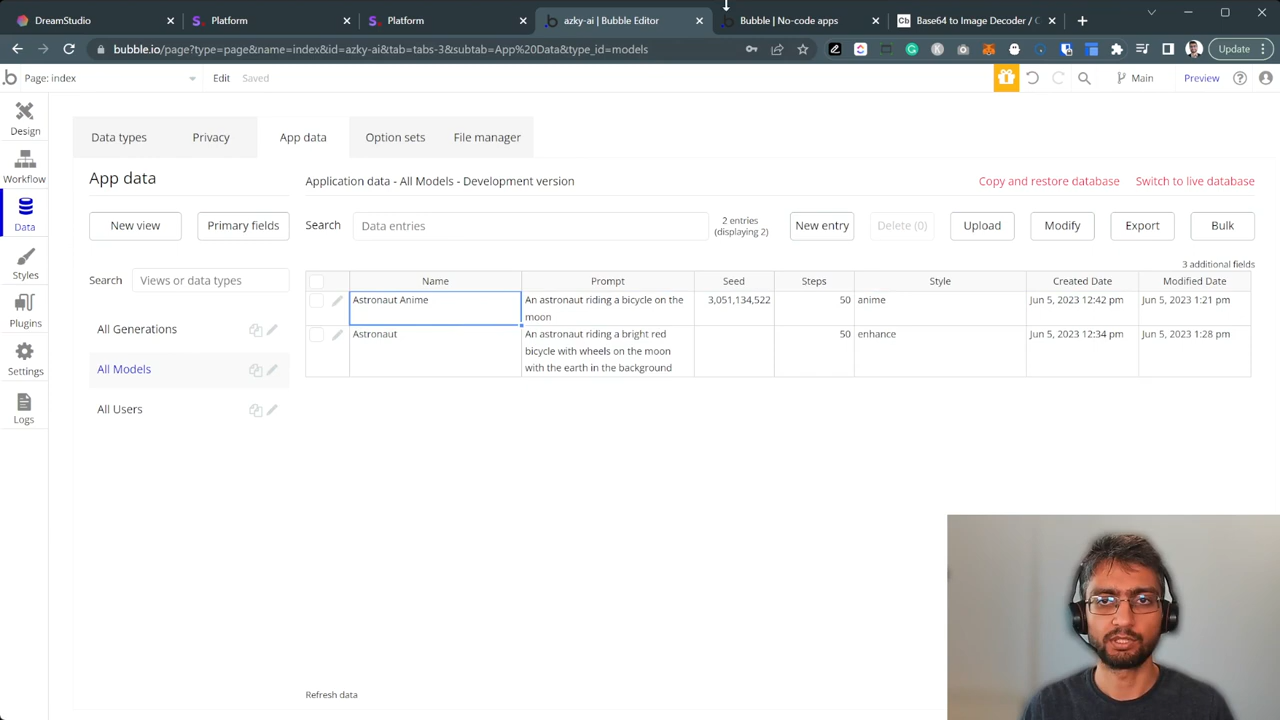 DreamStudio
Platform
Platform
azky-ai | Bubble Editor
Bubble | No-code apps
Base64 to Image Decoder / C
bubble.io/page?type=page&name=index&id=azky-ai&tab=tabs-3&subtab=App%20Data&type_id=models
Update
Page: index
Edit
Saved
Main
Preview
Design
Workflow
Data
Styles
Plugins
Settings
Logs
Data types
Privacy
App data
Option sets
File manager
App data
Application data - All Models - Development version
Copy and restore database
Switch to live database
New view
Primary fields
Search
Data entries
2 entries
(displaying 2)
New entry
Delete (0)
Upload
Modify
Export
Bulk
3 additional fields
Search
Views or data types
All Generations
All Models
All Users
Name
Prompt
Seed
Steps
Style
Created Date
Modified Date
Astronaut Anime
An astronaut riding a bicycle on the
moon
3,051,134,522
50
anime
Jun 5, 2023 12:42 pm
Jun 5, 2023 1:21 pm
Astronaut
An astronaut riding a bright red
bicycle with wheels on the moon
with the earth in the background
50
enhance
Jun 5, 2023 12:34 pm
Jun 5, 2023 1:28 pm
Refresh data